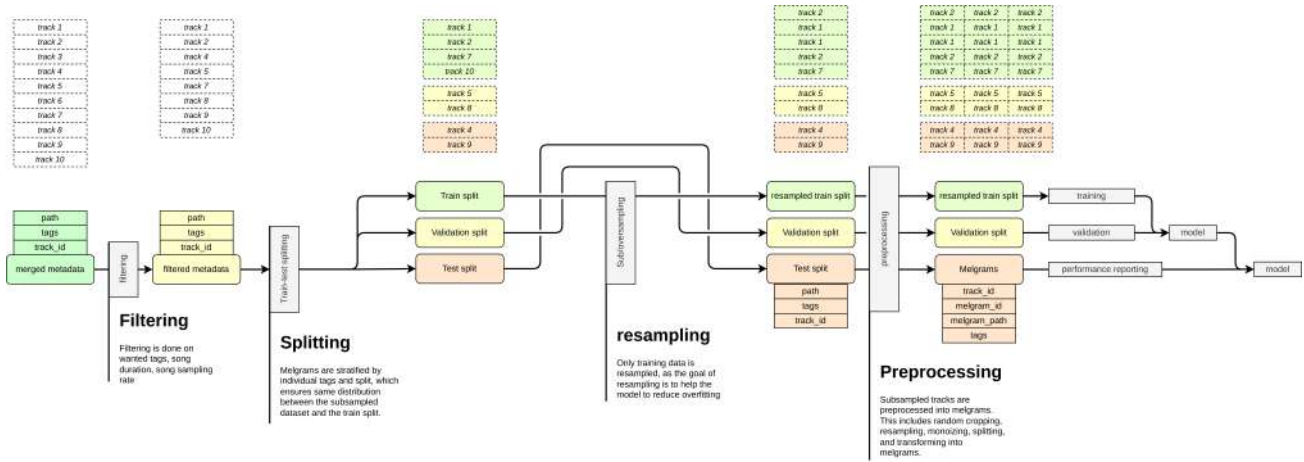 track 1
track 2
track 3
track 4
track 5
track 6
track 7
track 8
track 9
track 10
track 1
track 2
track 4
track 5
track 7
track 8
track 9
track 10
track 1
track 2
track 7
track 10
track 5
track 8
track 4
track 9
track 2
track 1
track 1
track 2
track 7
track 5
track 8
track 4
track 9
track 2 track 2 track 2
track 1 track 1 track 1
track 1 track 1 track 1
track 2 track 2 track 2
track 7 track 7 track 7
track 5 track 5 track 5
track 8 track 8 track 8
track 4 track 4 track 4
track 9 track 9 track 9
path
tags
track_id
merged metadata
filtering
path
tags
track_id
filtered metadata
Train-test splitting
Train split
Validation split
Test split
Sub/oversampling
resampled train split
Validation split
Test split
path
tags
track_id
preprocessing
resampled train split
Validation split
Melgrams
track_id
melgram_id
melgram_path
tags
training
validation
performance reporting
model
model
Filtering
Filtering is done on
wanted tags, song
duration, song sampling
rate
Splitting
Melgrams are stratified by
individual tags and split, which
ensures same distribution
between the subsampled
dataset and the train split.
resampling
Only training data is
resampled, as the goal of
resampling is to help the
model to reduce overfitting
Preprocessing
Subsampled tracks are
preprocessed into melgrams.
This includes random cropping,
resampling, monoizing, splitting,
and transforming into
melgrams.